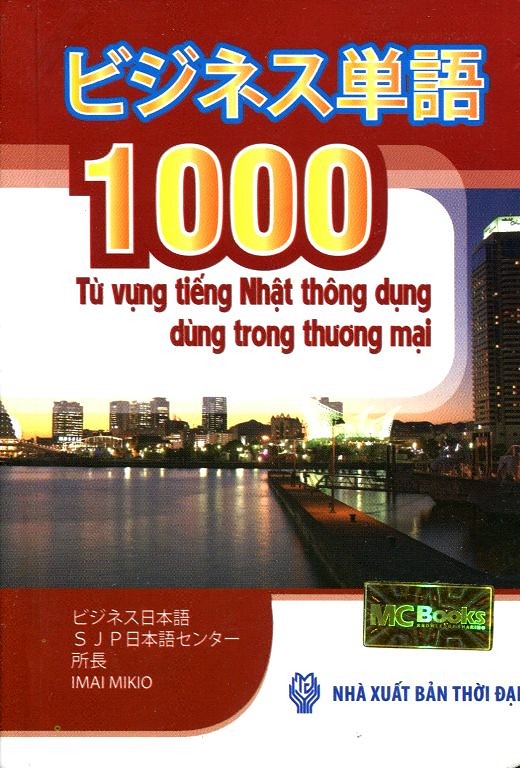 ビジネス単語
1000
Từ vựng tiếng Nhật thông dụng
dùng trong thương mại
MCBooks
KNOWLEDGE SHARING
ビジネス日本語
ＳＪＰ日本語センター
所長
IMAI MIKIO
NHÀ XUẤT BẢN THỜI ĐẠI